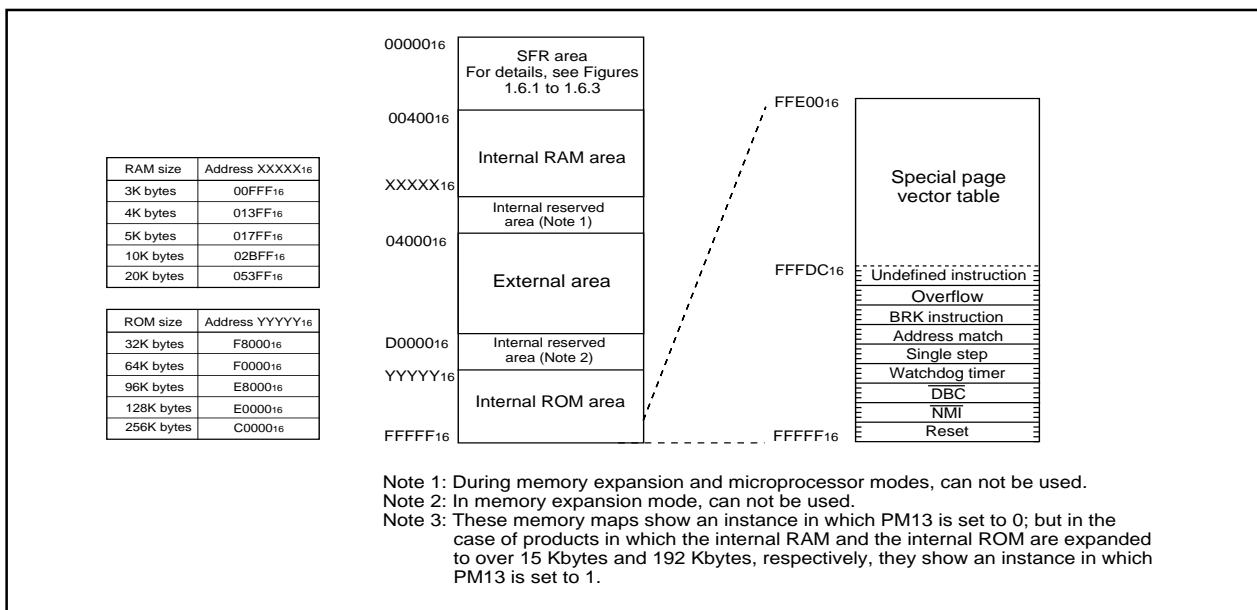 RAM size Address XXXXX16
3K bytes 00FFF16
4K bytes 013FF16
5K bytes 017FF16
10K bytes 02BFF16
20K bytes 053FF16
ROM size Address YYYYY16
32K bytes F800016
64K bytes F000016
96K bytes E800016
128K bytes E000016
256K bytes C000016
0000016
SFR area
For details, see Figures
1.6.1 to 1.6.3
0040016
Internal RAM area
XXXXX16
Internal reserved
area (Note 1)
0400016
External area
D000016
Internal reserved
area (Note 2)
YYYYY16
Internal ROM area
FFFFF16
FFE0016
Special page
vector table
FFFDC16
Undefined instruction
Overflow
BRK instruction
Address match
Single step
Watchdog timer
DBC
NMI
Reset
FFFFF16
Note 1: During memory expansion and microprocessor modes, can not be used.
Note 2: In memory expansion mode, can not be used.
Note 3: These memory maps show an instance in which PM13 is set to 0; but in the
case of products in which the internal RAM and the internal ROM are expanded
to over 15 Kbytes and 192 Kbytes, respectively, they show an instance in which
PM13 is set to 1.